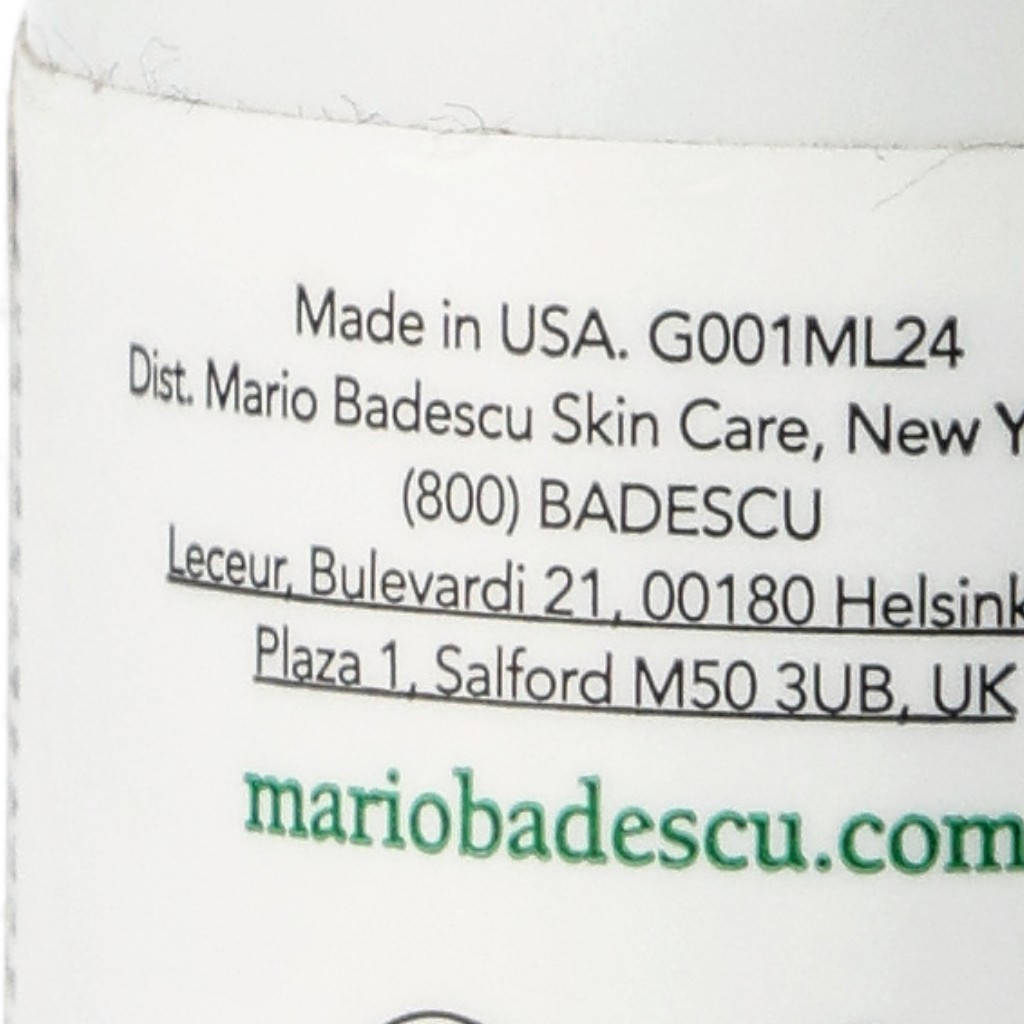 Made in USA. G001ML24
Dist. Mario Badescu Skin Care, New
(800) BADESCU
Leceur, Bulevardi 21, 00180
Plaza 1, Salford M50 3UB, UK
mariobadescu.com